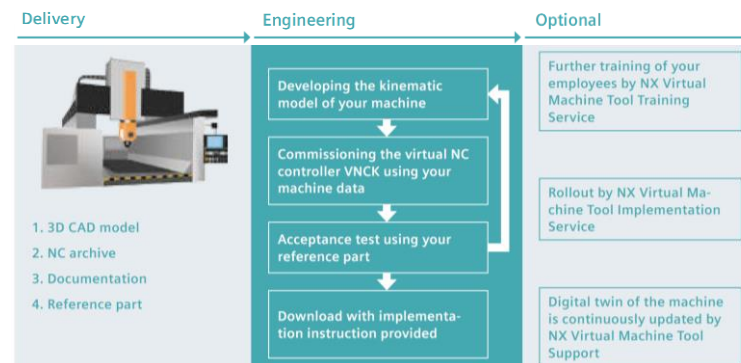 Delivery
Engineering
Optional
1. 3D CAD model
2. NC archive
3. Documentation
4. Reference part
Developing the kinematic
model of your machine
Commissioning the virtual NC
controller VNCK using your
machine data
Acceptance test using your
reference part
Download with implementa-
tion instruction provided
Further training of your
employees by NX Virtual
Machine Tool Training
Service
Rollout by NX Virtual Ma-
chine Tool Implementation
Service
Digital twin of the machine
is continuously updated by
NX Virtual Machine Tool
Support